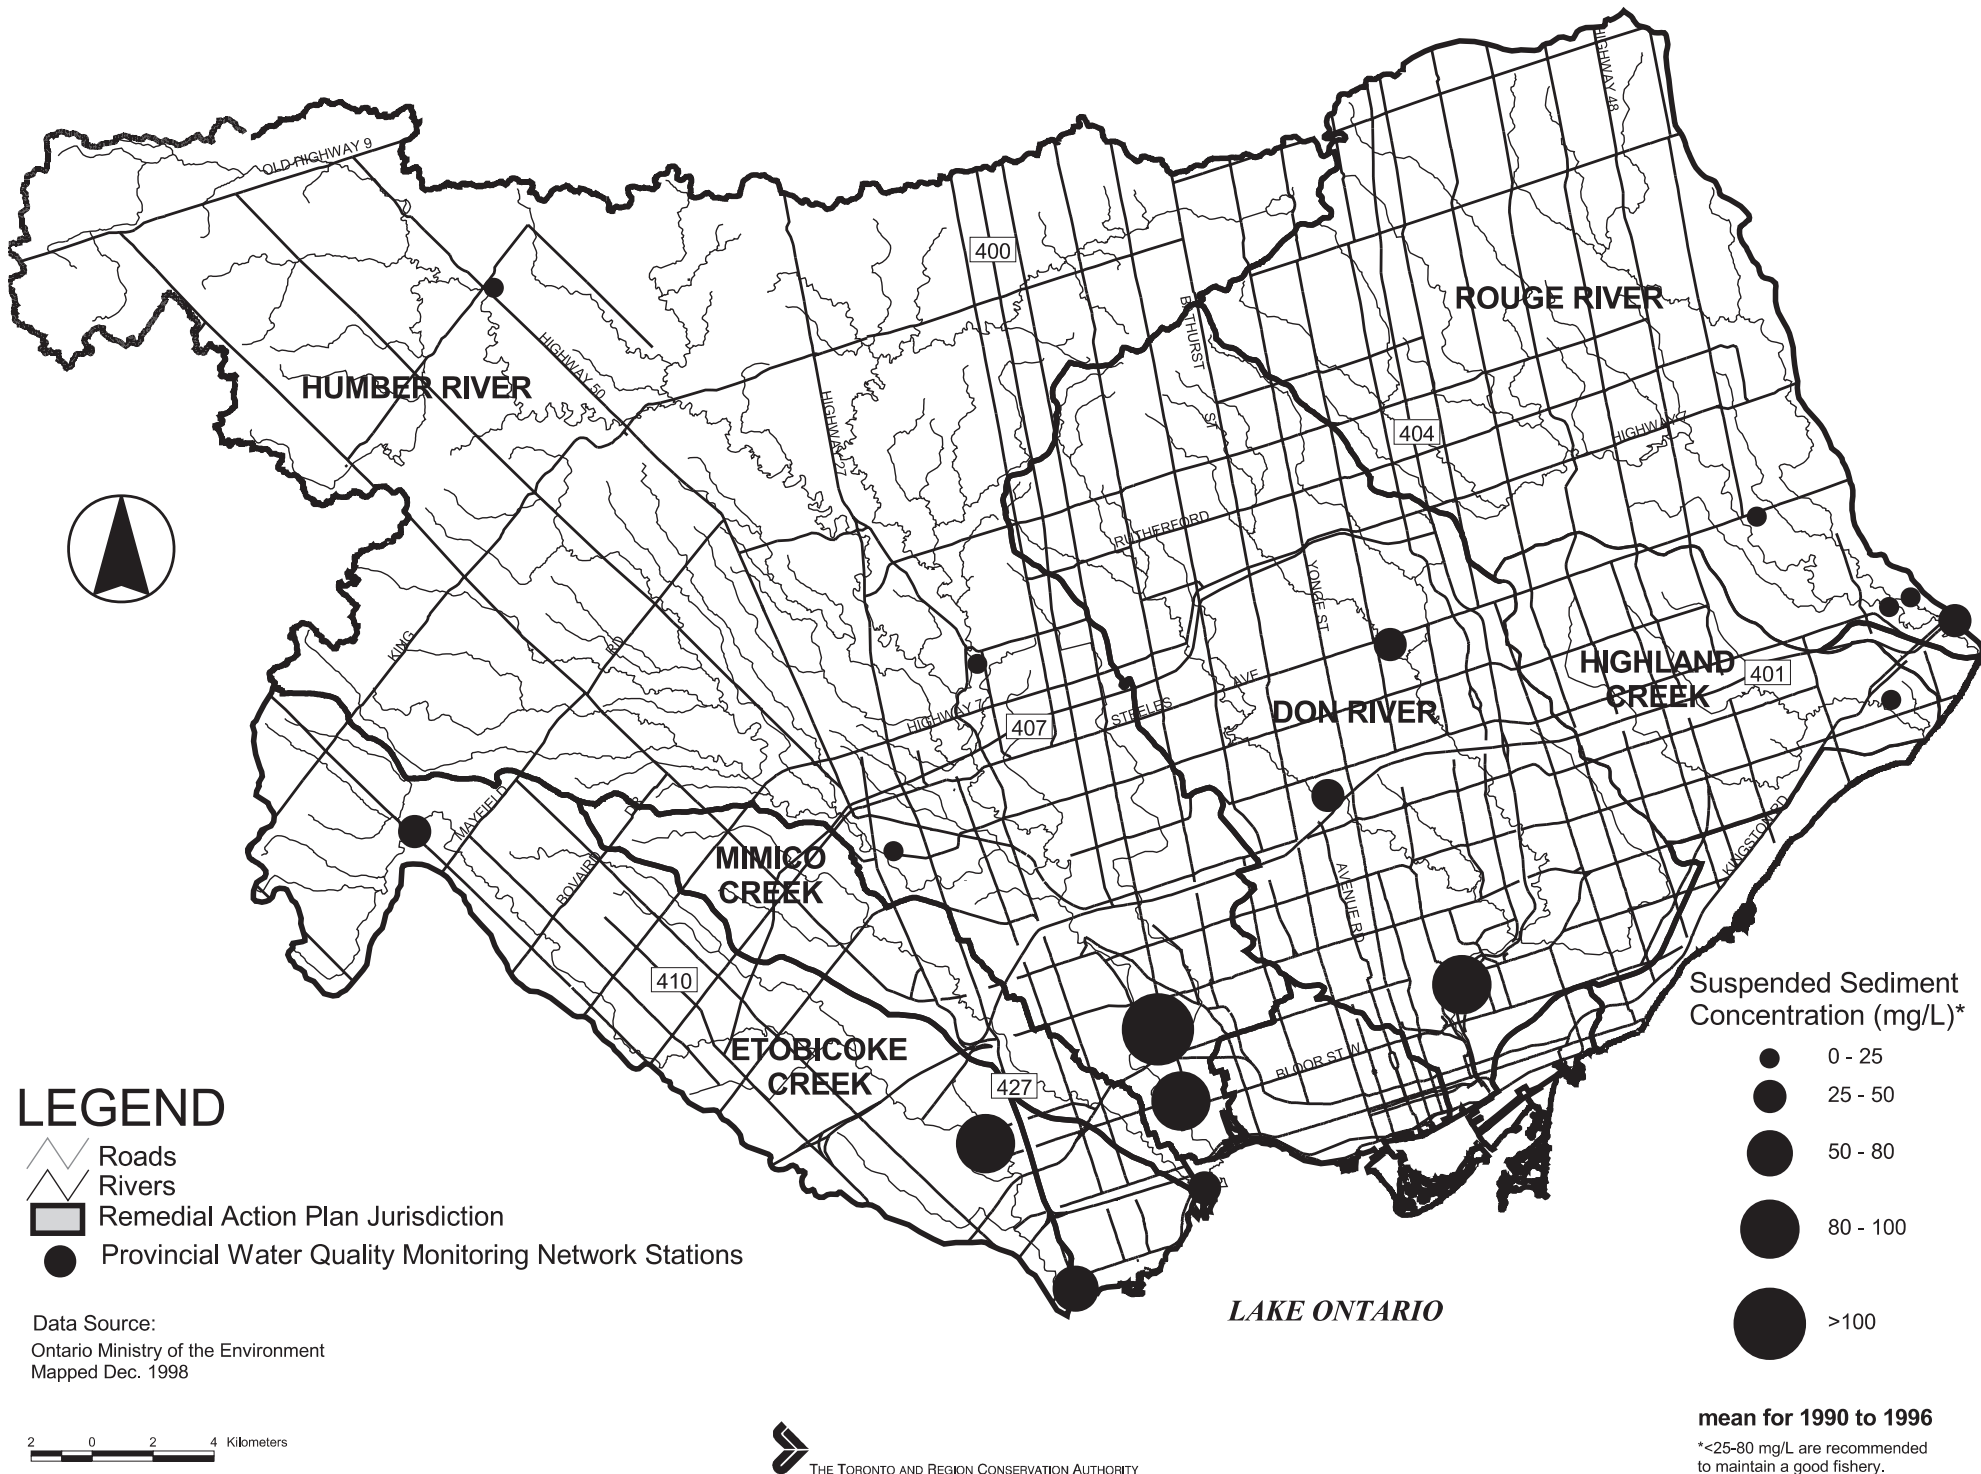 HIGHWAY 48
OLD HIGHWAY 9
400
ROUGE RIVER
BATHURST ST
HIGHWAY 50
HUMBER RIVER
HIGHWAY 27
404
HIGHWAY 7
RUTHERFORD
YONGE ST
KING
RD
HIGHLAND
CREEK
401
AVE
STEELES
HIGHWAY 7
407
DON RIVER
MAYFIELD
MIMICO
CREEK
BOVAIRD
KINGSTON RD
AVENUE RD
410
ETOBICOKE
CREEK
427
BLOOR ST W
Suspended Sediment
Concentration (mg/L)*
0 - 25
25 - 50
50 - 80
80 - 100
>100
LEGEND
Roads
Rivers
Remedial Action Plan Jurisdiction
Provincial Water Quality Monitoring Network Stations
LAKE ONTARIO
Data Source:
Ontario Ministry of the Environment
Mapped Dec. 1998
mean for 1990 to 1996
*<25-80 mg/L are recommended
to maintain a good fishery.
2 0 2 4 Kilometers
THE TORONTO AND REGION CONSERVATION AUTHORITY